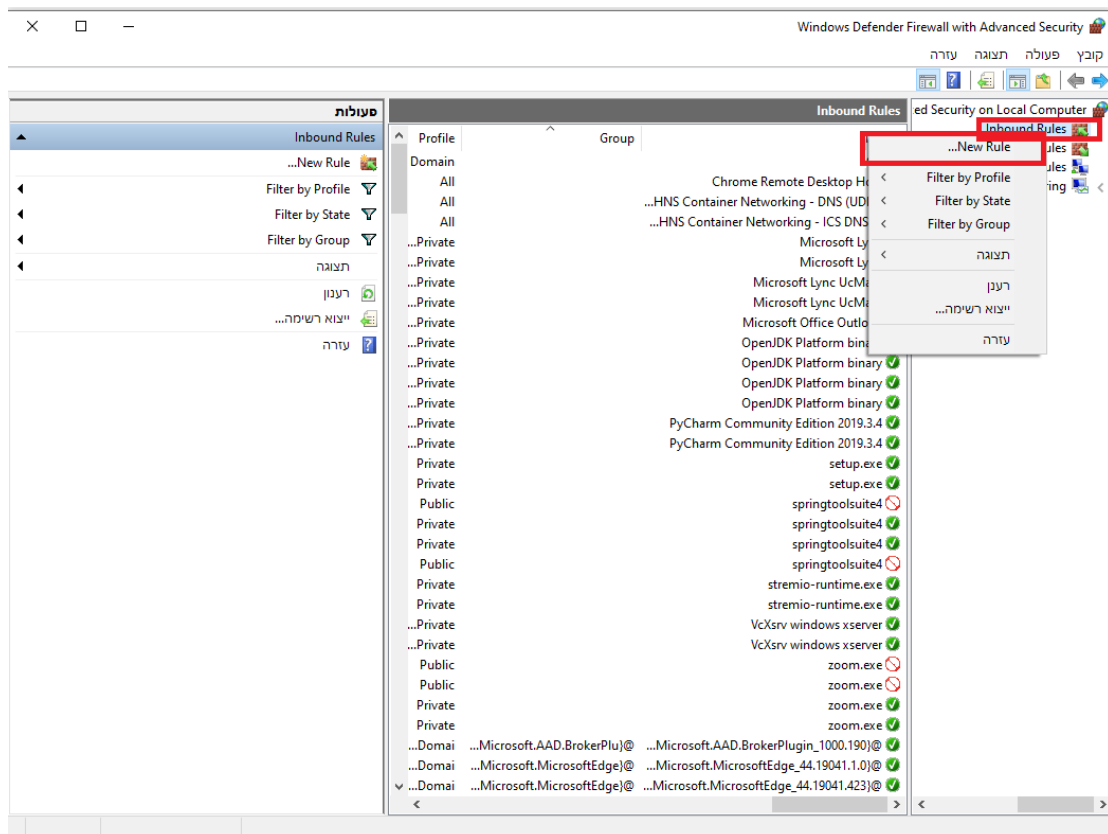 Windows Defender Firewall with Advanced Security
קובץ פעולה תצוגה עזרה
ed Security on Local Computer
Inbound Rules
ules
ules
ring
New Rule...
Filter by Profile
Filter by State
Filter by Group
תצוגה
רענן
ייצוא רשימה...
עזרה
Inbound Rules
Group Profile
Domain
Chrome Remote Desktop Ho All
HNS Container Networking - DNS (UD... All
HNS Container Networking - ICS DNS... All
Microsoft Ly Private...
Microsoft Ly Private...
Microsoft Lync UcMa Private...
Microsoft Lync UcMa Private...
Microsoft Office Outlo Private...
OpenJDK Platform bina Private...
OpenJDK Platform binary Private...
OpenJDK Platform binary Private...
OpenJDK Platform binary Private...
PyCharm Community Edition 2019.3.4 Private...
PyCharm Community Edition 2019.3.4 Private...
setup.exe Private
setup.exe Private
springtoolsuite4 Public
springtoolsuite4 Private
springtoolsuite4 Private
springtoolsuite4 Public
stremio-runtime.exe Private
stremio-runtime.exe Private
VcXsrv windows xserver Private...
VcXsrv windows xserver Private...
zoom.exe Public
zoom.exe Public
zoom.exe Private
zoom.exe Private
@{Microsoft.AAD.BrokerPlugin_1000.190... @{Microsoft.AAD.BrokerPlu... Domai...
@{Microsoft.MicrosoftEdge_44.19041.1.0... @{Microsoft.MicrosoftEdge... Domai...
@{Microsoft.MicrosoftEdge_44.19041.423... @{Microsoft.MicrosoftEdge... Domai...
פעולות
Inbound Rules
New Rule...
Filter by Profile
Filter by State
Filter by Group
תצוגה
רענון
ייצוא רשימה...
עזרה